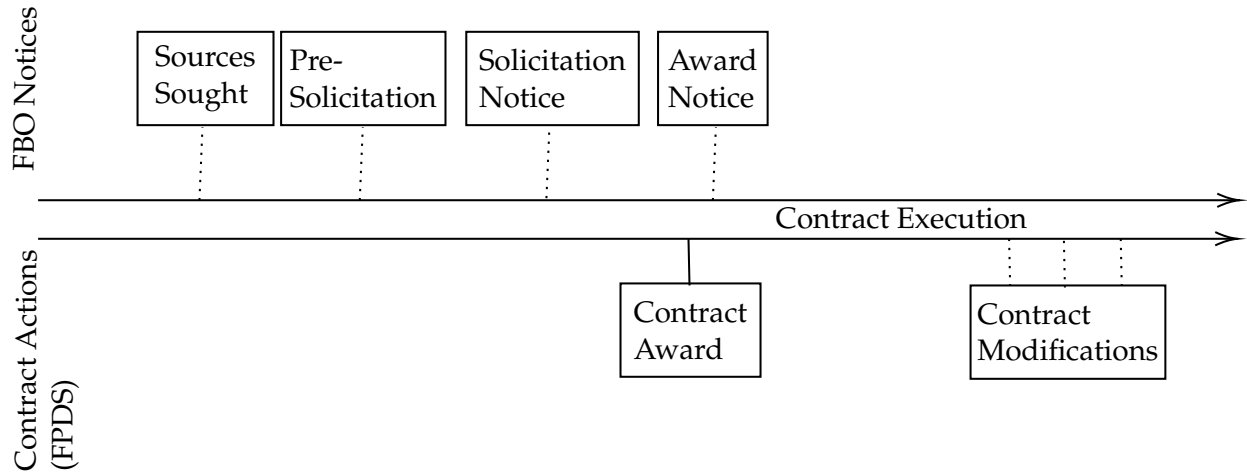 FBO Notices
Sources
Sought
Pre-
Solicitation
Solicitation
Notice
Award
Notice
Contract Execution
Contract Actions
(FPDS)
Contract
Award
Contract
Modifications